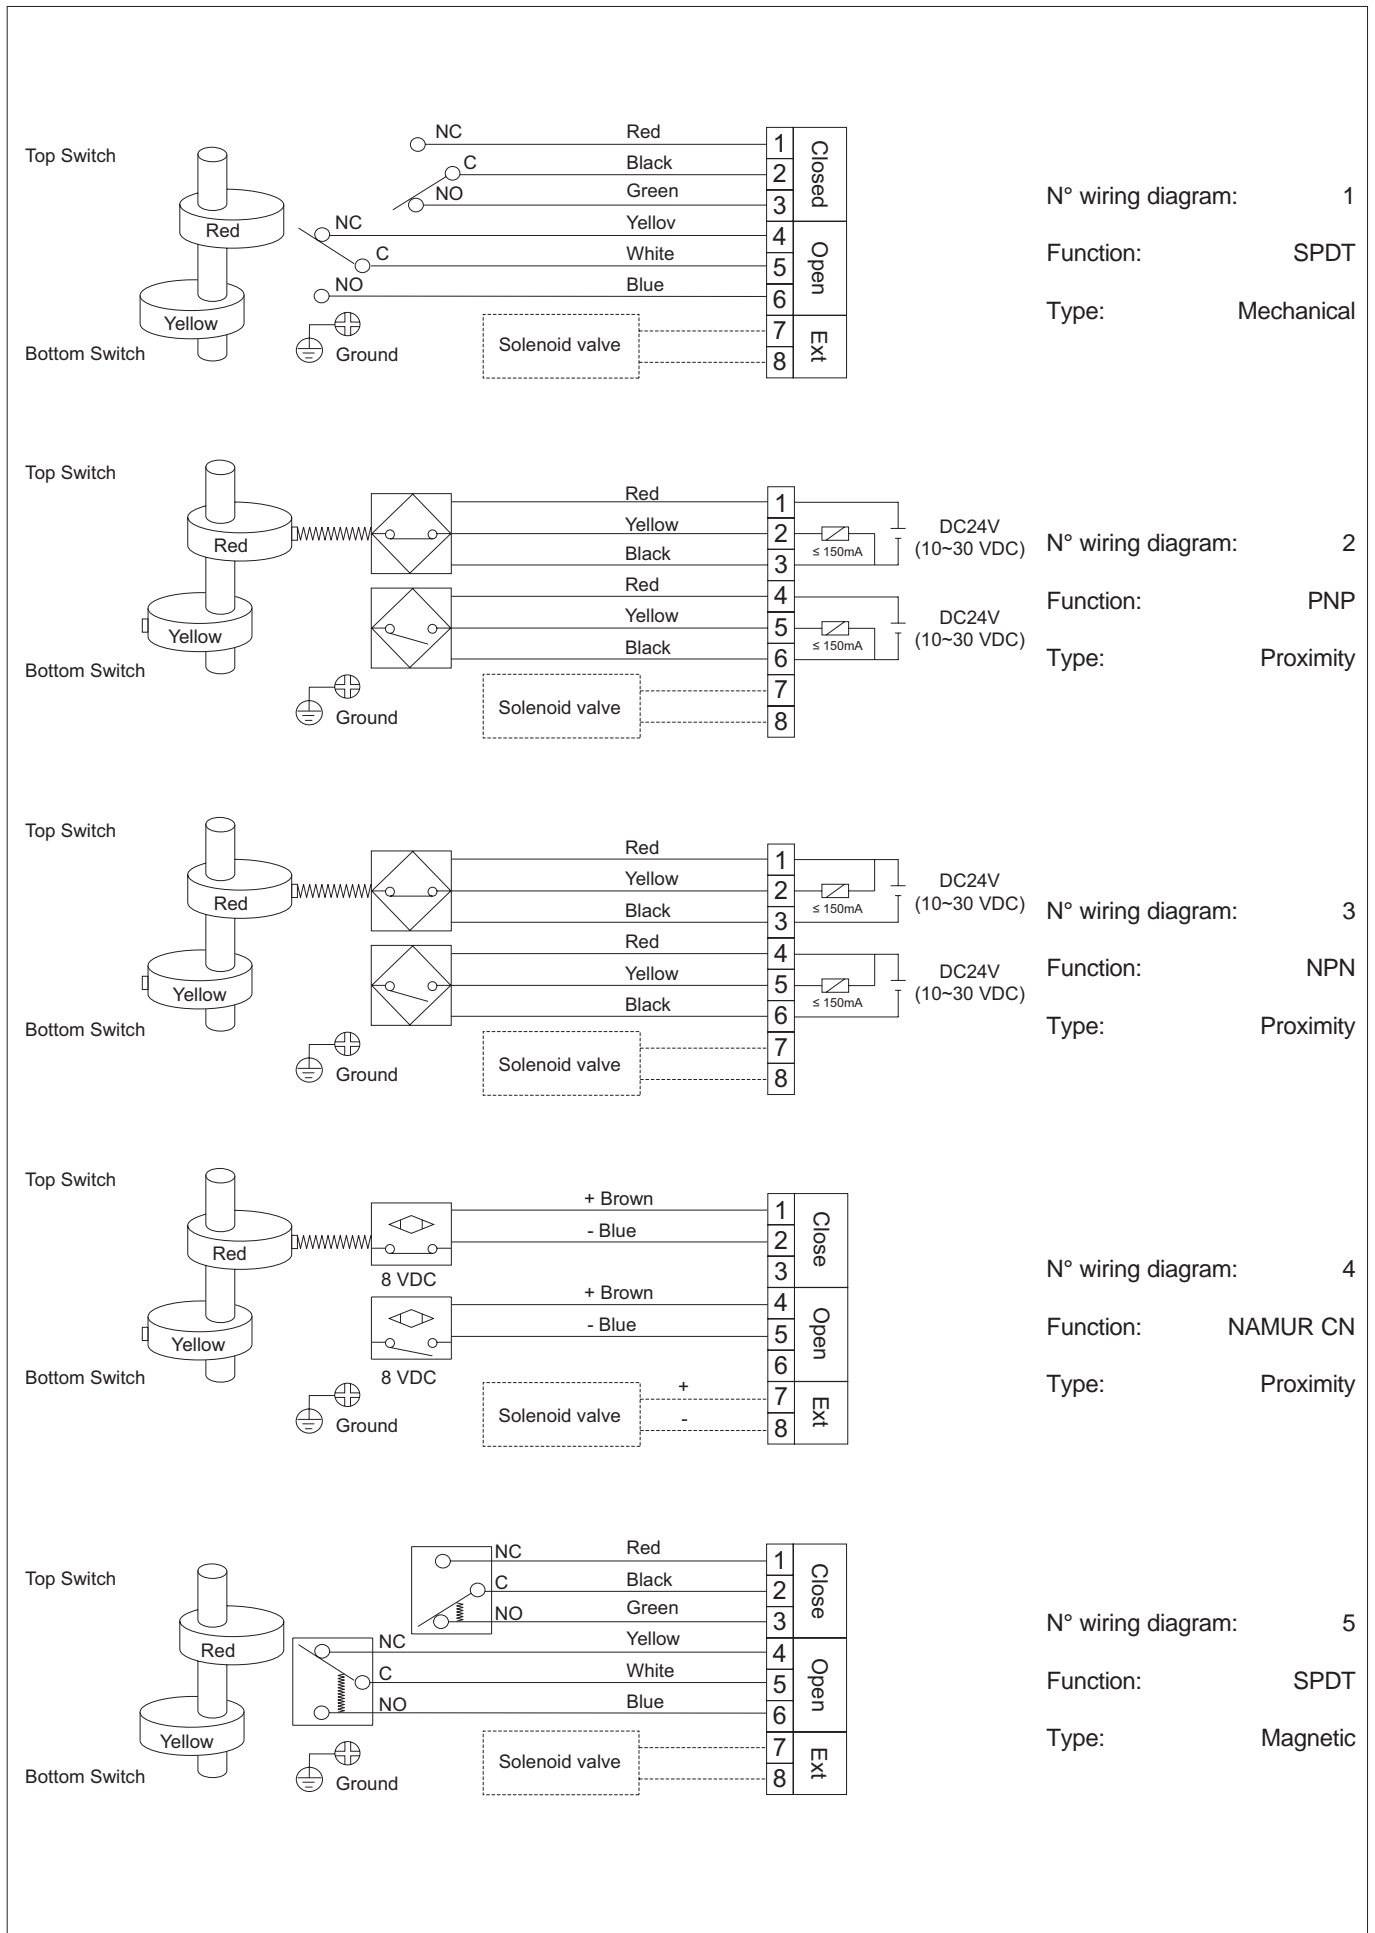 NC Red 1
Top Switch C Black 2 Closed
NO Green 3 N° wiring diagram: 1
Red NC Yellov 4
C White 5 Open Function: SPDT
NO Blue 6
Yellow Type: Mechanical
Solenoid valve 7 Ext
Bottom Switch Ground 8
Top Switch
Red 1
Yellow 2 DC24V
Red ≤ 150mA (10~30 VDC) N° wiring diagram: 2
Black 3
Red 4 Function: PNP
Yellow 5 DC24V
Yellow ≤ 150mA (10~30 VDC)
Black 6 Type: Proximity
Bottom Switch
7
Solenoid valve
Ground 8
Top Switch
Red 1
Yellow 2 DC24V
Red ≤ 150mA (10~30 VDC) N° wiring diagram: 3
Black 3
Red 4 Function: NPN
Yellow 5 DC24V
Yellow ≤ 150mA (10~30 VDC)
Black 6 Type: Proximity
Bottom Switch
7
Solenoid valve
Ground 8
Top Switch
+ Brown 1
- Blue 2 Close
Red 3 N° wiring diagram: 4
8 VDC
+ Brown 4
- Blue 5 Open Function: NAMUR CN
Yellow 6
Bottom Switch 8 VDC Type: Proximity
+ 7
Solenoid valve Ext
Ground - 8
NC Red 1
Top Switch C Black 2 Close
NO Green 3 N° wiring diagram: 5
Red NC Yellow 4
C White 5 Open Function: SPDT
NO Blue 6
Yellow Type: Magnetic
7
Solenoid valve Ext
Bottom Switch Ground 8